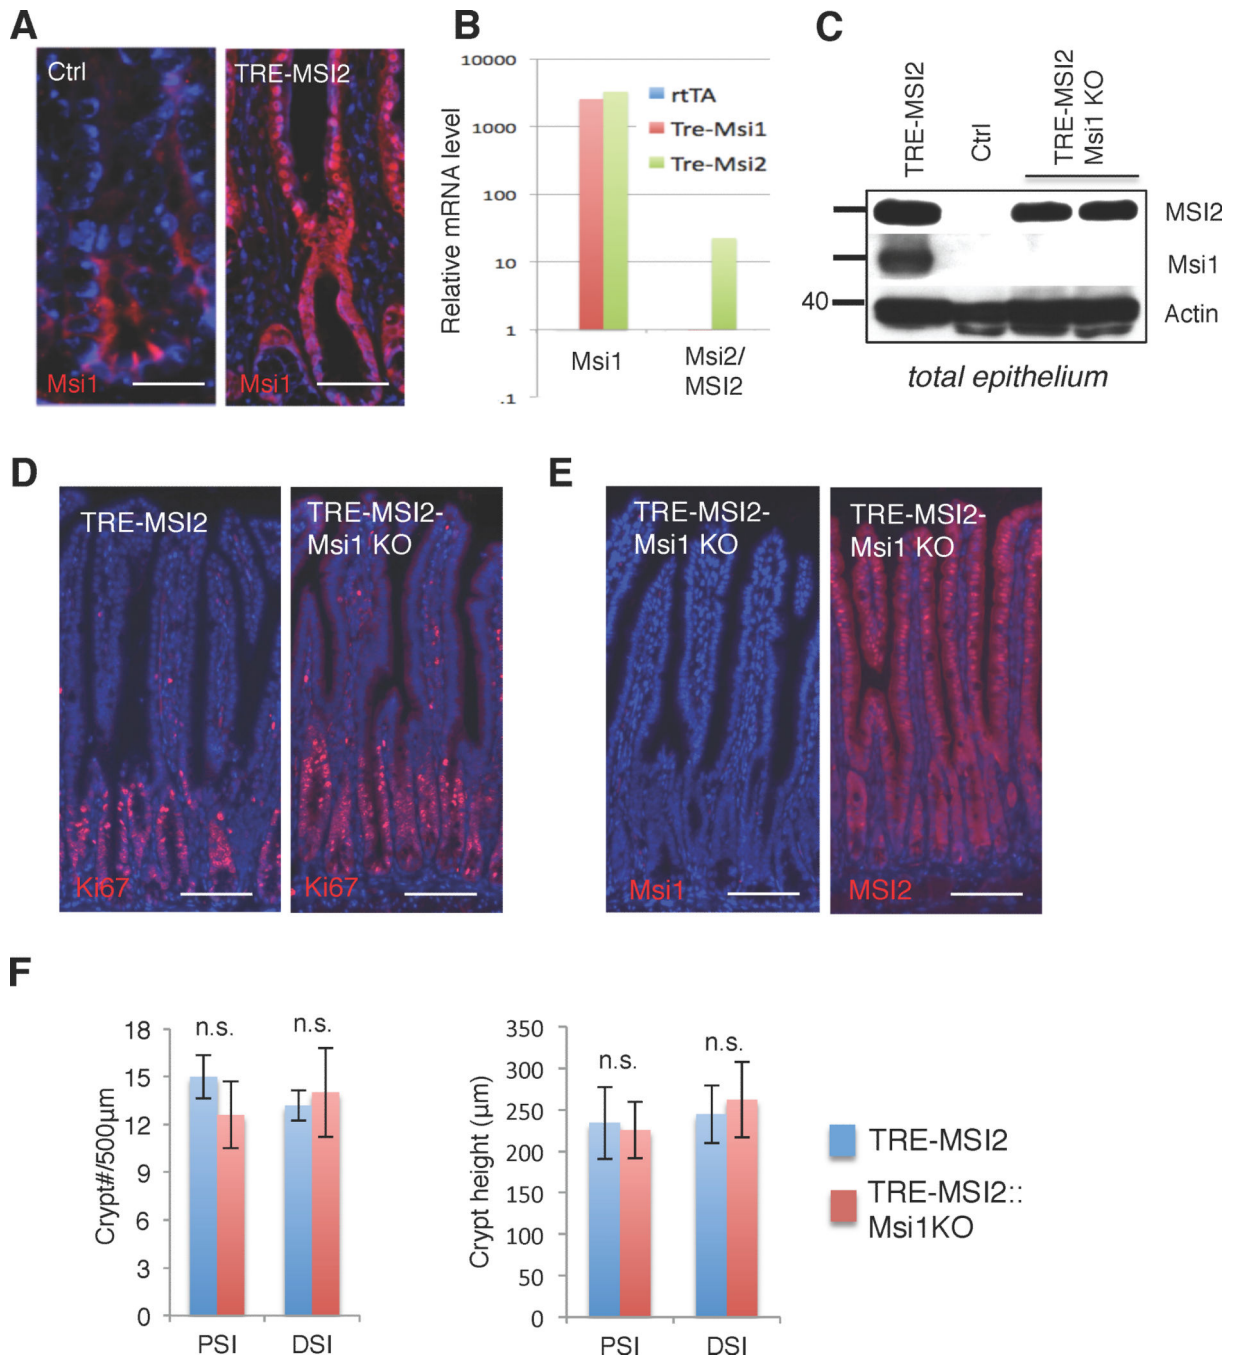 A
Ctrl
TRE-MSI2
Msi1
Msi1
B
10000
1000
100
10
1
.1
Relative mRNA level
rtTA
Tre-Msi1
Tre-Msi2
Msi1
Msi2/
MSI2
C
TRE-MSI2
Ctrl
TRE-MSI2
Msi1 KO
MSI2
Msi1
40
Actin
total epithelium
D
TRE-MSI2
TRE-MSI2-
Msi1 KO
Ki67
Ki67
E
TRE-MSI2-
Msi1 KO
TRE-MSI2-
Msi1 KO
Msi1
MSI2
F
18
15
12
9
6
3
0
Crypt#/500µm
n.s.
n.s.
PSI
DSI
350
300
250
200
150
100
50
0
Crypt height (µm)
n.s.
n.s.
PSI
DSI
TRE-MSI2
TRE-MSI2::
Msi1KO